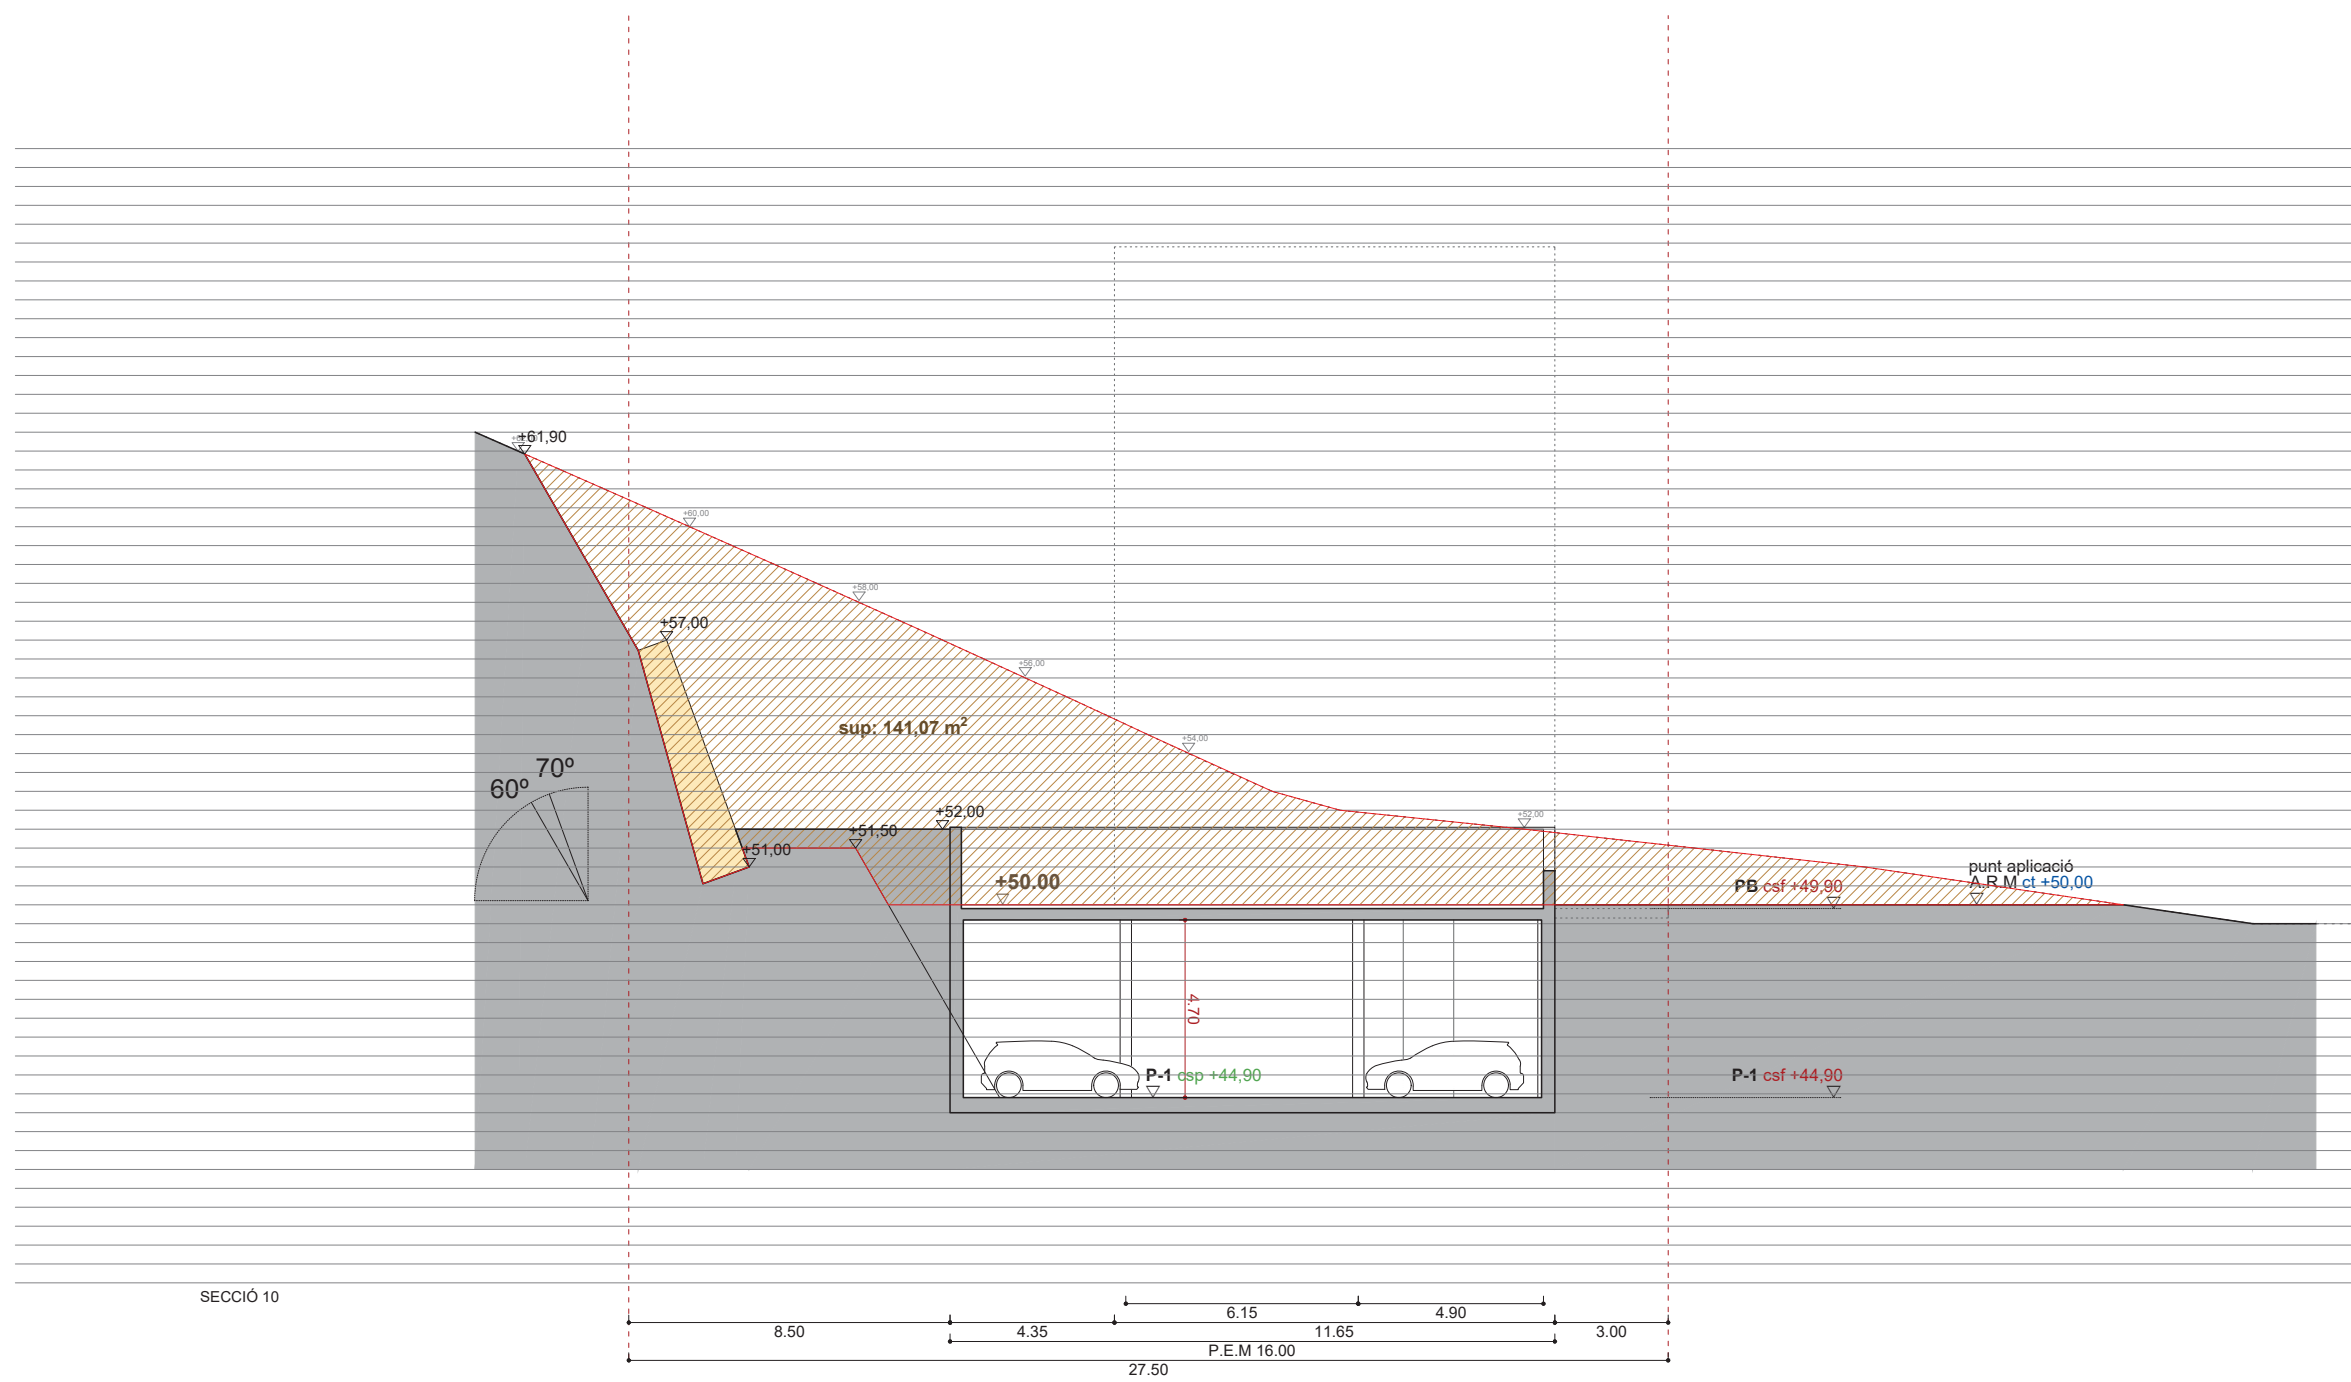 +61,90
+60,00
+58,00
+57,00
+56,00
sup: 141,07 m²
+54,00
70º
60º
+52,00
+52,00
+51,50
+51,00
punt aplicació
A.R.M ct +50,00
+50.00
PB csf +49,90
4.70
P-1 csp +44,90
P-1 csf +44,90
SECCIÓ 10
6.15
4.90
8.50
4.35
11.65
3.00
P.E.M 16.00
27.50